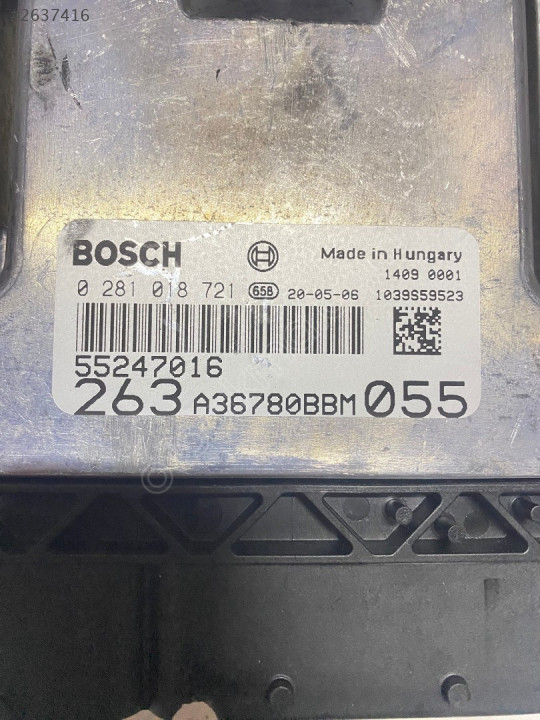 2637416
BOSCH Made in Hungary
1409 0001
0 281 018 721 65B 20-05-06 1039S59523
55247016
263 A36780BBM 055
©